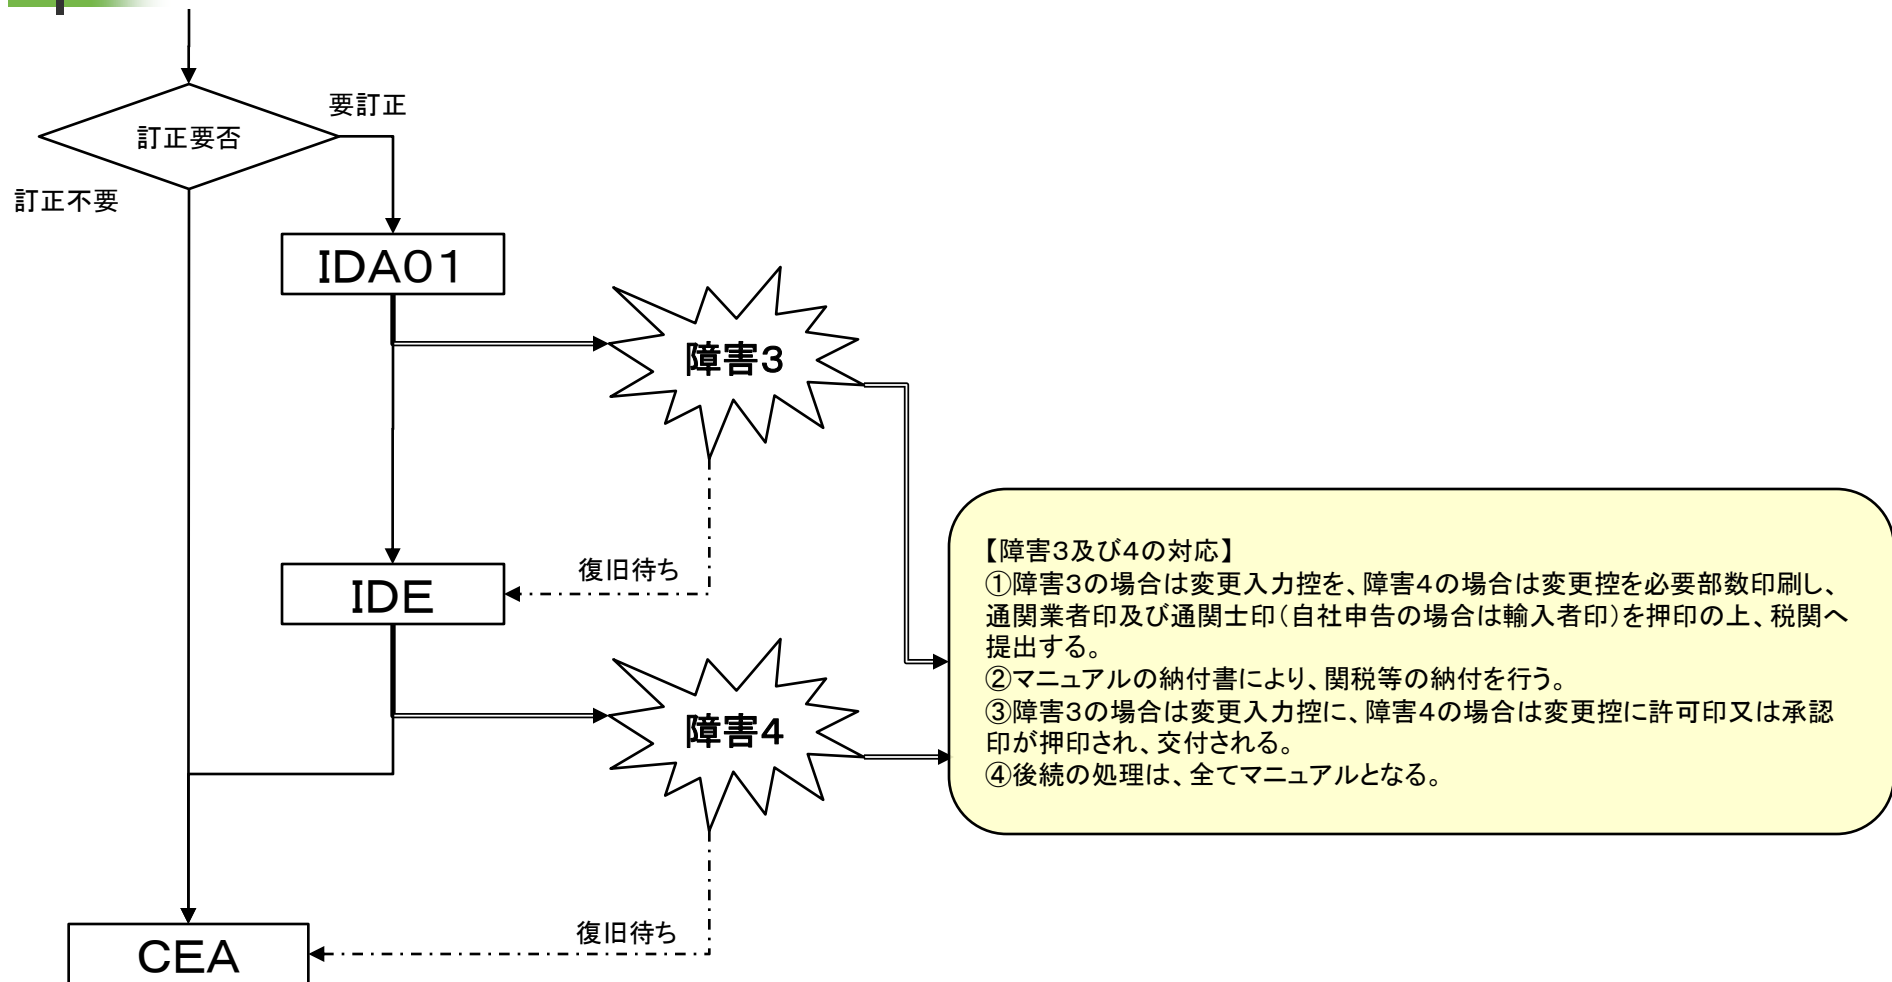 要訂正
訂正要否
訂正不要
IDA01
障害3
復旧待ち
IDE
【障害3及び4の対応】
①障害3の場合は変更入力控を、障害4の場合は変更控を必要部数印刷し、
通関業者印及び通関士印(自社申告の場合は輸入者印)を押印の上、税関へ
提出する。
②マニュアルの納付書により、関税等の納付を行う。
③障害3の場合は変更入力控に、障害4の場合は変更控に許可印又は承認
印が押印され、交付される。
④後続の処理は、全てマニュアルとなる。
障害4
復旧待ち
CEA